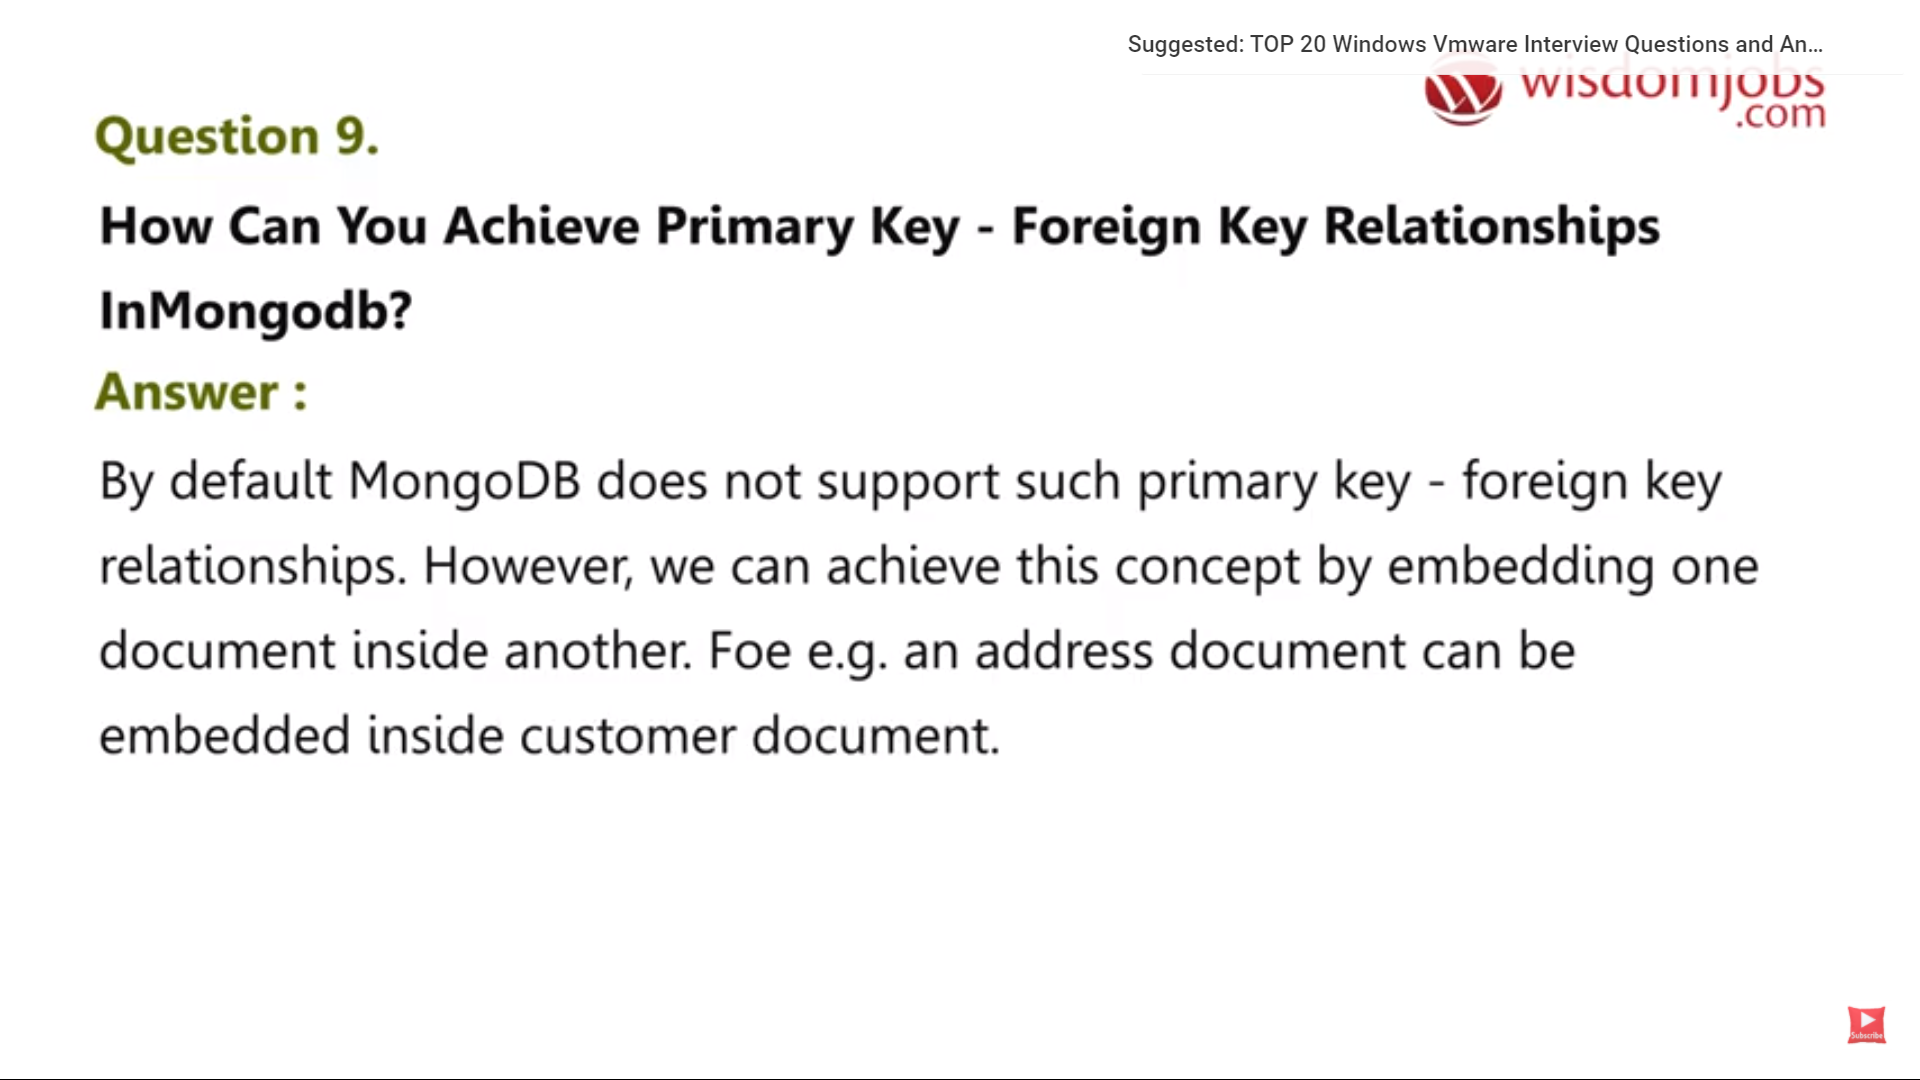 Suggested: TOP 20 Windows Vmware Interview Questions and An...
wisdomjobs
.com
Question 9.
How Can You Achieve Primary Key - Foreign Key Relationships
InMongodb?
Answer :
By default MongoDB does not support such primary key - foreign key
relationships. However, we can achieve this concept by embedding one
document inside another. Foe e.g. an address document can be
embedded inside customer document.
Subscribe